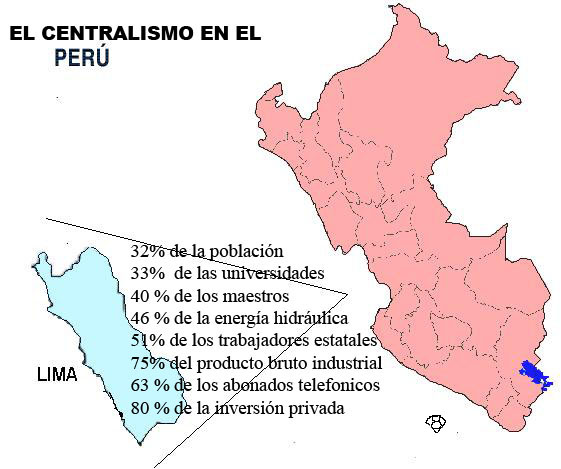 EL CENTRALISMO EN EL
PERÚ
32% de la población
33% de las universidades
40 % de los maestros
46 % de la energía hidráulica
51% de los trabajadores estatales
75% del producto bruto industrial
63 % de los abonados telefonicos
80 % de la inversión privada
LIMA